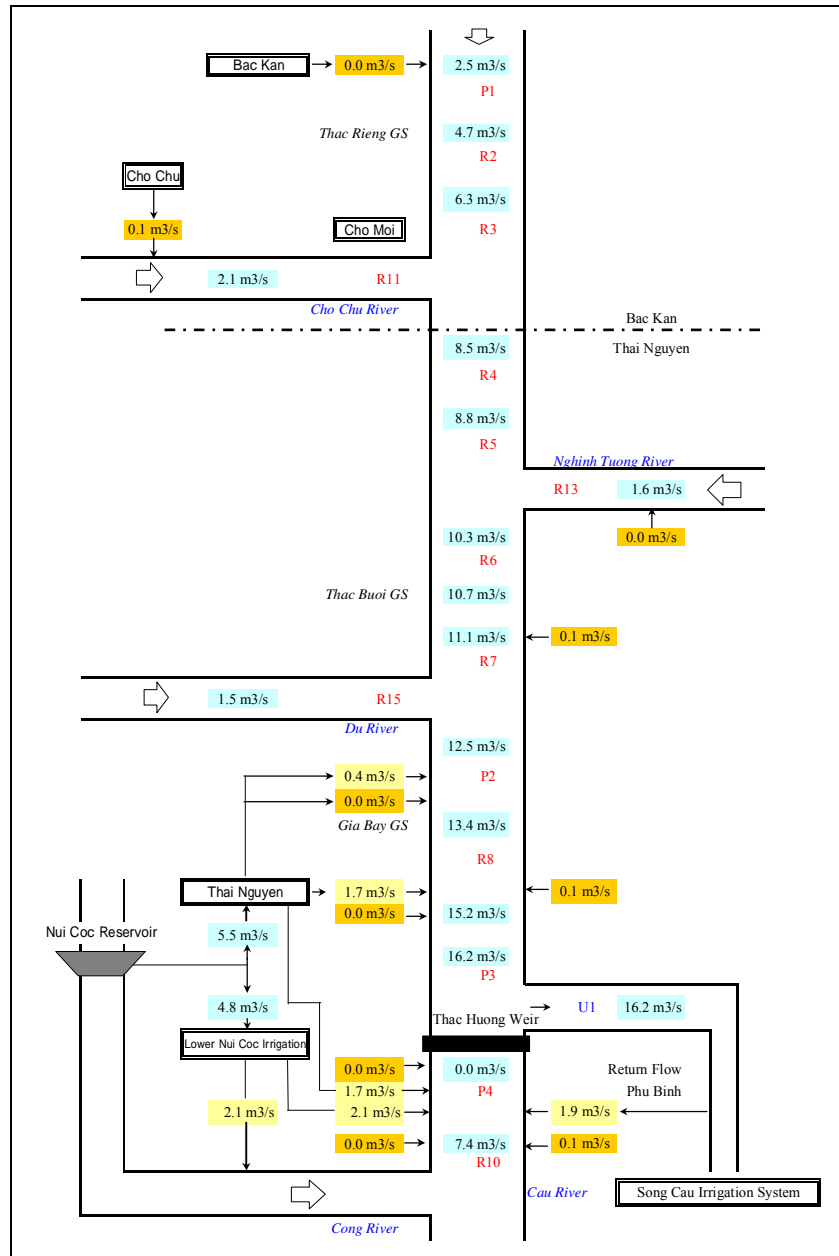 Bac Kan
0.0 m3/s
2.5 m3/s
P1
Thac Rieng GS
4.7 m3/s
R2
Cho Chu
6.3 m3/s
0.1 m3/s
Cho Moi
R3
2.1 m3/s
R11
Cho Chu River
Bac Kan
8.5 m3/s
Thai Nguyen
R4
8.8 m3/s
R5
Nghinh Tuong River
R13
1.6 m3/s
10.3 m3/s
0.0 m3/s
R6
Thac Buoi GS
10.7 m3/s
11.1 m3/s
0.1 m3/s
R7
1.5 m3/s
R15
Du River
12.5 m3/s
0.4 m3/s
P2
0.0 m3/s
Gia Bay GS
13.4 m3/s
R8
Thai Nguyen
1.7 m3/s
0.1 m3/s
0.0 m3/s
15.2 m3/s
Nui Coc Reservoir
5.5 m3/s
16.2 m3/s
P3
4.8 m3/s
U1
16.2 m3/s
Thac Huong Weir
Lower Nui Coc Irrigation
0.0 m3/s
0.0 m3/s
Return Flow
1.7 m3/s
P4
Phu Binh
2.1 m3/s
2.1 m3/s
1.9 m3/s
0.0 m3/s
7.4 m3/s
0.1 m3/s
R10
Cau River
Song Cau Irrigation System
Cong River